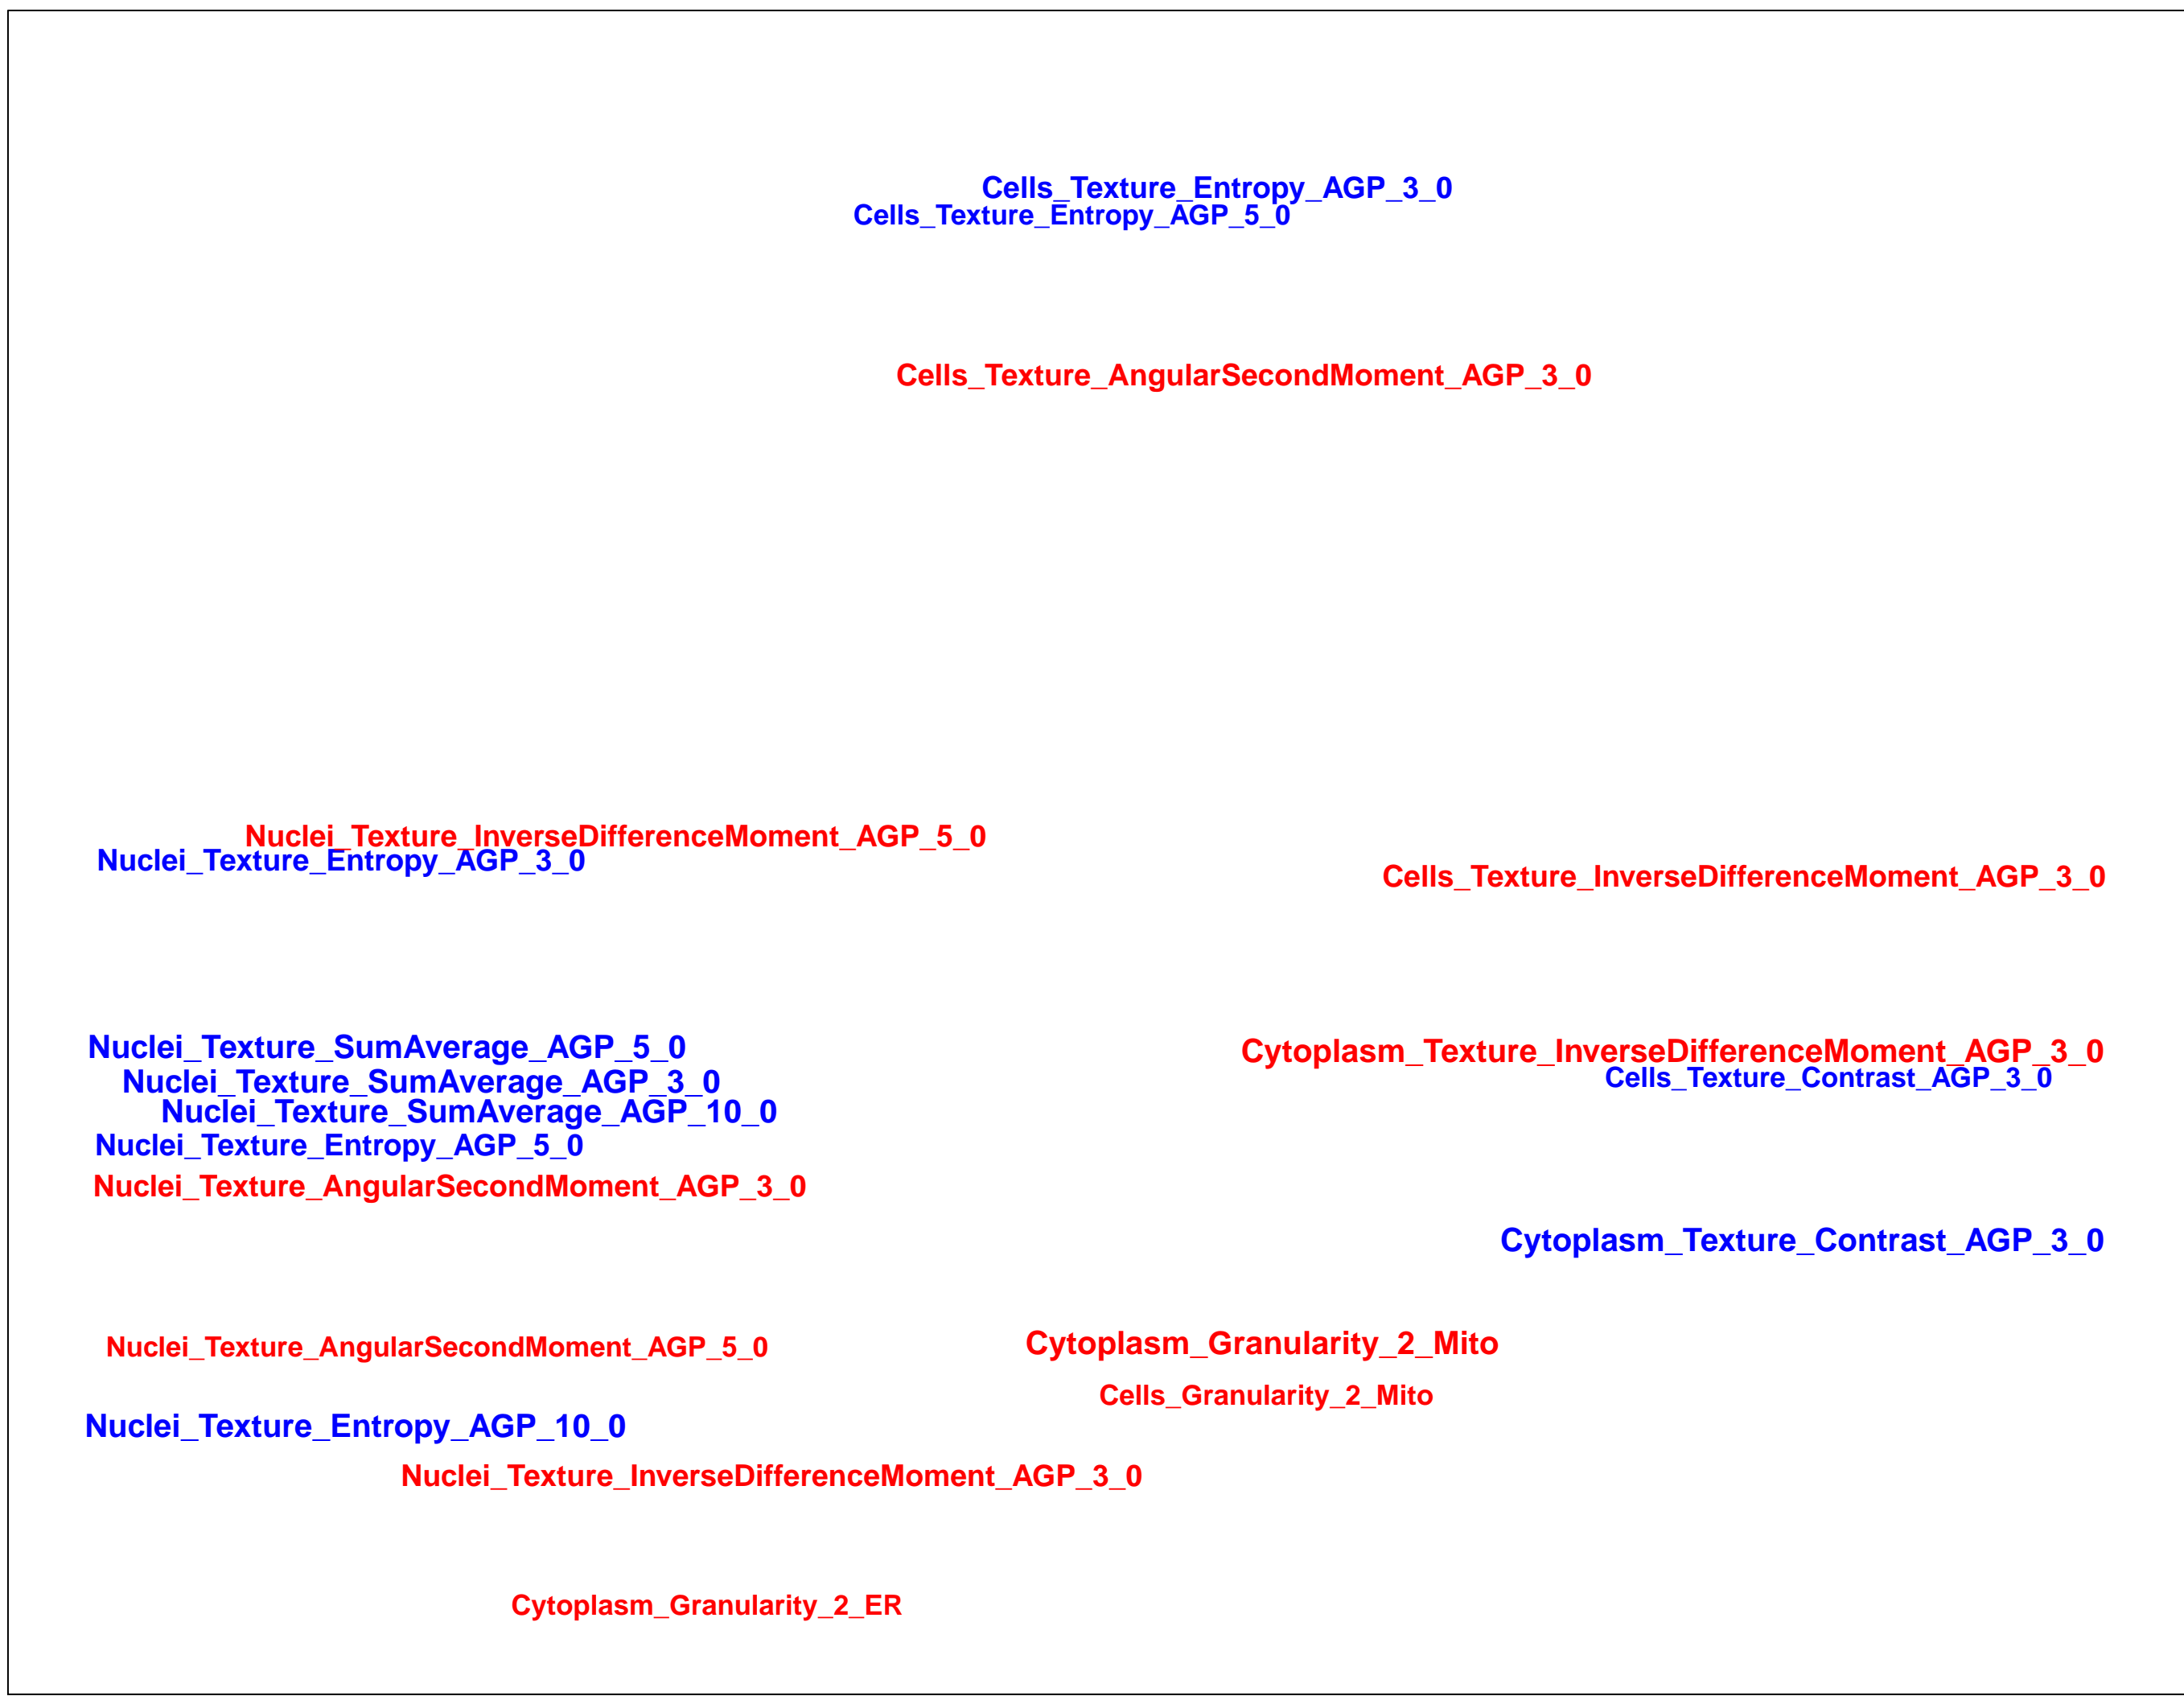 Cells_Texture_Entropy_AGP_3_0
Cells_Texture_Entropy_AGP_5_0
Cells_Texture_AngularSecondMoment_AGP_3_0
Nuclei_Texture_InverseDifferenceMoment_AGP_5_0
Nuclei_Texture_Entropy_AGP_3_0
Cells_Texture_InverseDifferenceMoment_AGP_3_0
Nuclei_Texture_SumAverage_AGP_5_0
Cytoplasm_Texture_InverseDifferenceMoment_AGP_3_0
Nuclei_Texture_SumAverage_AGP_3_0
Cells_Texture_Contrast_AGP_3_0
Nuclei_Texture_SumAverage_AGP_10_0
Nuclei_Texture_Entropy_AGP_5_0
Nuclei_Texture_AngularSecondMoment_AGP_3_0
Cytoplasm_Texture_Contrast_AGP_3_0
Nuclei_Texture_AngularSecondMoment_AGP_5_0
Cytoplasm_Granularity_2_Mito
Cells_Granularity_2_Mito
Nuclei_Texture_Entropy_AGP_10_0
Nuclei_Texture_InverseDifferenceMoment_AGP_3_0
Cytoplasm_Granularity_2_ER